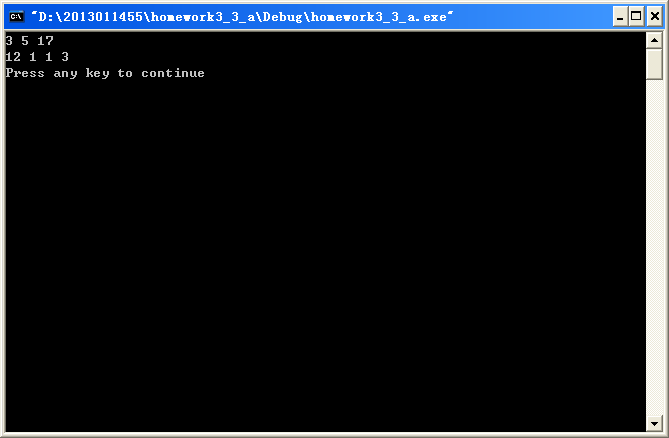 "D:\2013011455\homework3_3_a\Debug\homework3_3_a.exe"
3 5 17
12 1 1 3
Press any key to continue